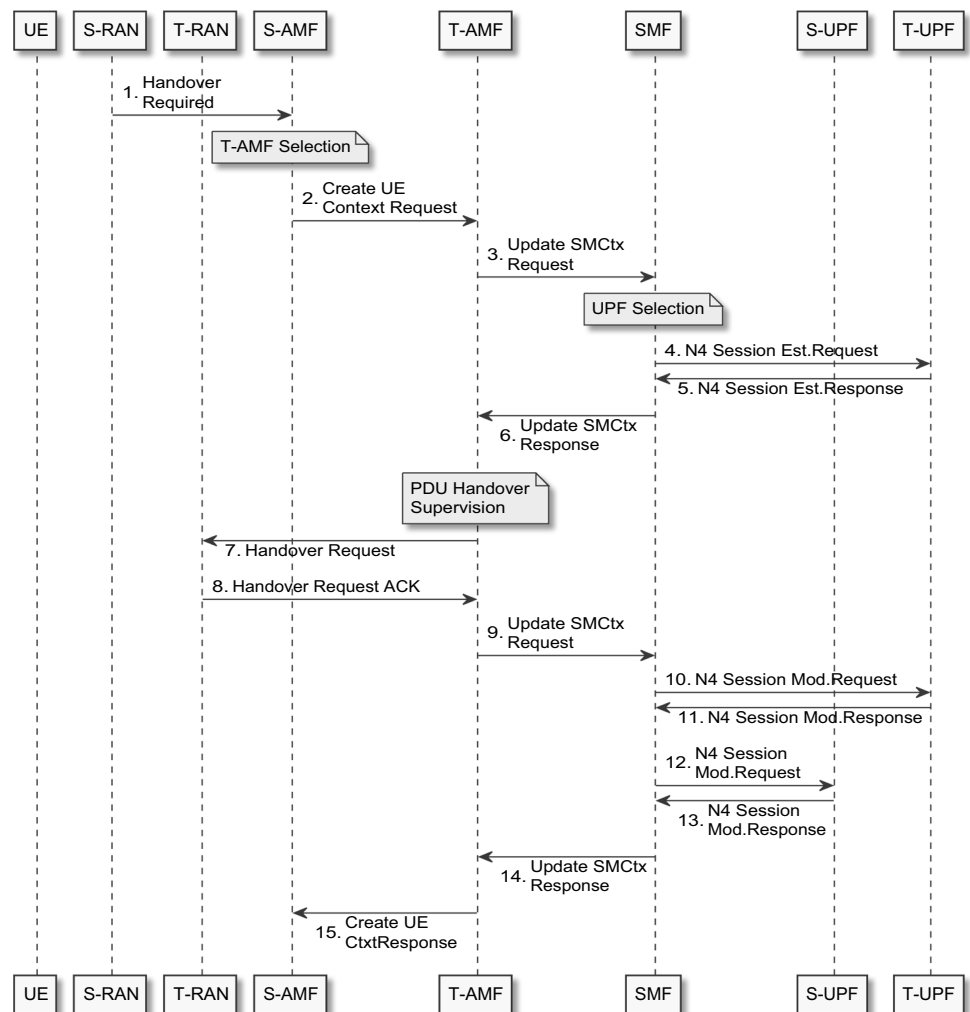 UE S-RAN T-RAN S-AMF T-AMF SMF S-UPF T-UPF
1. Handover
Required
T-AMF Selection
2. Create UE
Context Request
3. Update SMCtx
Request
UPF Selection
4. N4 Session Est.Request
5. N4 Session Est.Response
6. Update SMCtx
Response
PDU Handover
Supervision
7. Handover Request
8. Handover Request ACK
9. Update SMCtx
Request
10. N4 Session Mod.Request
11. N4 Session Mod.Response
12. N4 Session
Mod.Request
13. N4 Session
Mod.Response
14. Update SMCtx
Response
15. Create UE
CtxtResponse
UE S-RAN T-RAN S-AMF T-AMF SMF S-UPF T-UPF